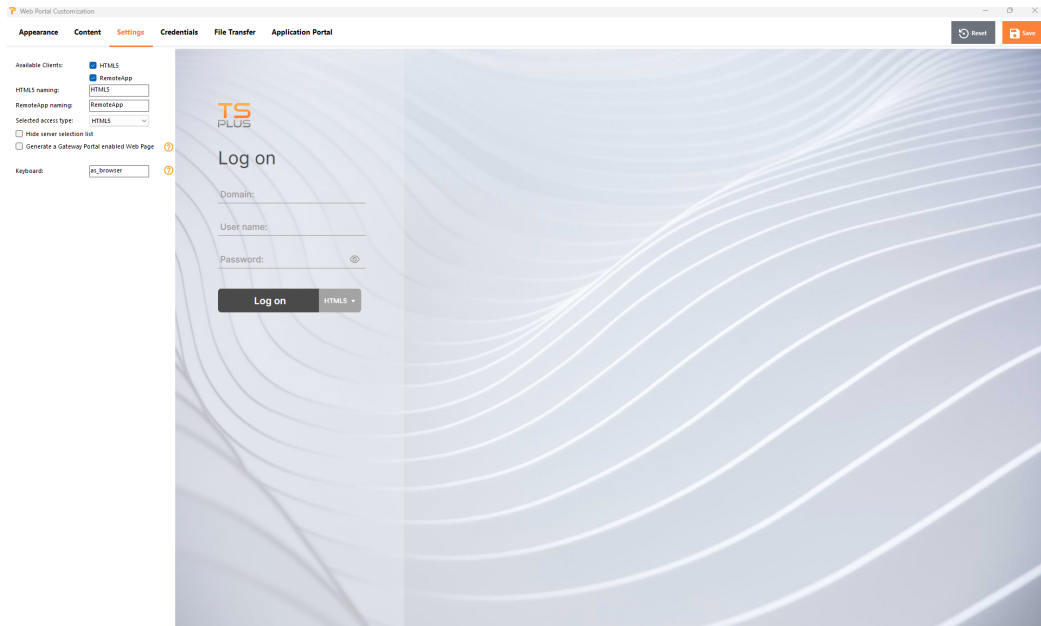 Web Portal Customization
Appearance Content Settings Credentials File Transfer Application Portal Reset Save
Available Clients: HTML5
RemoteApp
HTML5 naming: HTML5
RemoteApp naming: RemoteApp
Selected access type: HTML5
Hide server selection list
Generate a Gateway Portal enabled Web Page ?
Keyboard: as_browser ?
TS
PLUS
Log on
Domain:
User name:
Password:
Log on HTML5